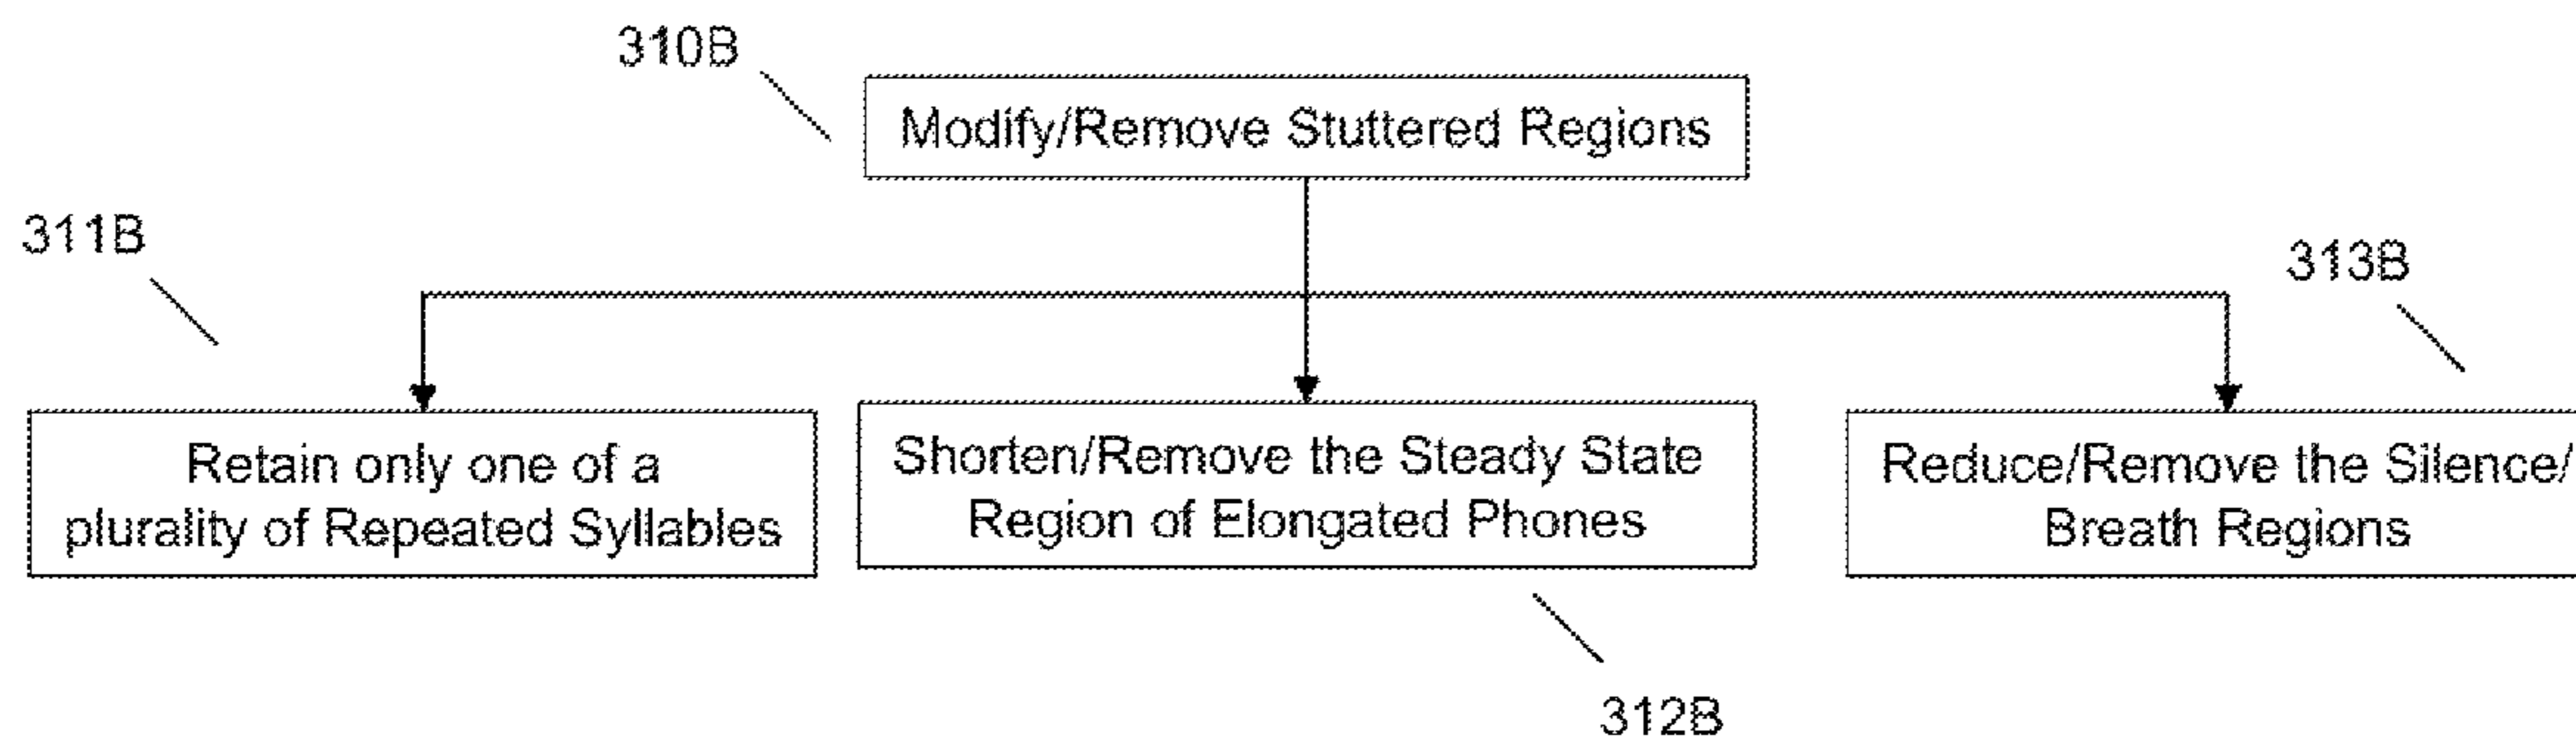 310B
Modify/Remove Stuttered Regions
311B
313B
Retain only one of a
plurality of Repeated Syllables
Shorten/Remove the Steady State
Region of Elongated Phones
Reduce/Remove the Silence/
Breath Regions
312B